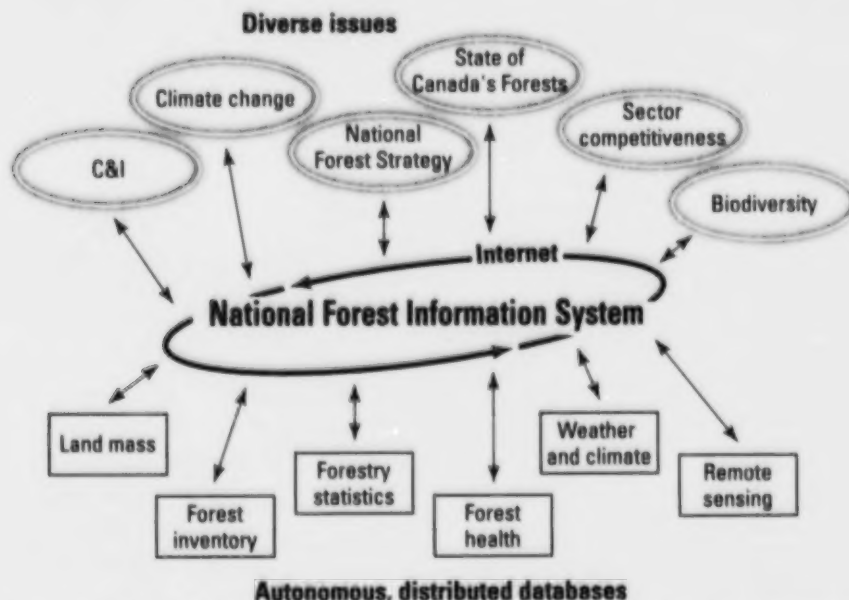 Diverse issues
State of
Canada's Forests
Climate change
Sector
competitiveness
National
Forest Strategy
C&I
Biodiversity
Internet
National Forest Information System
Land mass
Weather
and climate
Forestry
statistics
Remote
sensing
Forest
inventory
Forest
health
Autonomous, distributed databases